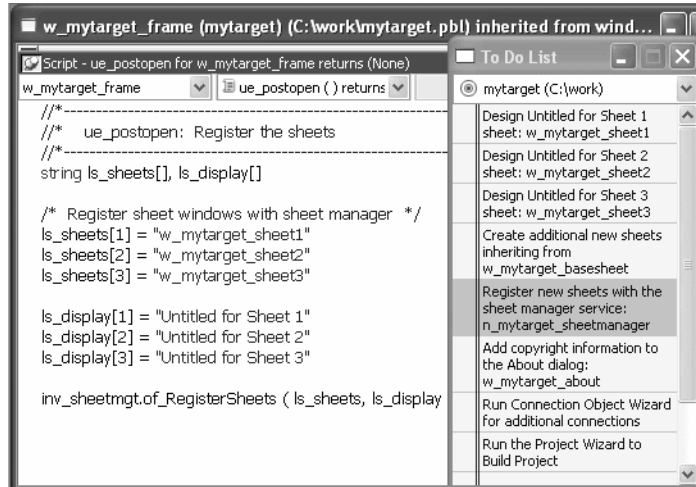 w_mytarget_frame (mytarget) (C:\work\mytarget.pbl) inherited from wind...
Script - ue_postopen for w_mytarget_frame returns (None)
w_mytarget_frame
ue_postopen ( ) returns
//*----------------------------------------------------------
//* ue_postopen: Register the sheets
//*----------------------------------------------------------
string ls_sheets[], ls_display[]
/* Register sheet windows with sheet manager */
ls_sheets[1] = "w_mytarget_sheet1"
ls_sheets[2] = "w_mytarget_sheet2"
ls_sheets[3] = "w_mytarget_sheet3"
ls_display[1] = "Untitled for Sheet 1"
ls_display[2] = "Untitled for Sheet 2"
ls_display[3] = "Untitled for Sheet 3"
inv_sheetmgt.of_RegisterSheets ( ls_sheets, ls_display
To Do List
mytarget (C:\work)
Design Untitled for Sheet 1
sheet: w_mytarget_sheet1
Design Untitled for Sheet 2
sheet: w_mytarget_sheet2
Design Untitled for Sheet 3
sheet: w_mytarget_sheet3
Create additional new sheets
inheriting from
w_mytarget_basesheet
Register new sheets with the
sheet manager service:
n_mytarget_sheetmanager
Add copyright information to
the About dialog:
w_mytarget_about
Run Connection Object Wizard
for additional connections
Run the Project Wizard to
Build Project